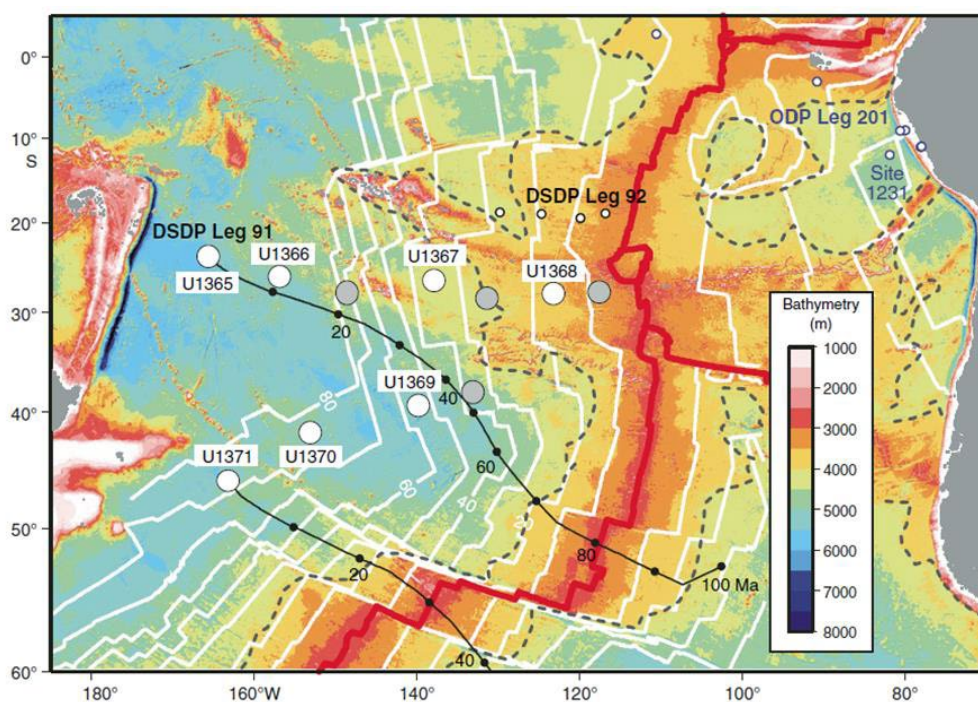 0°
10°
S
20°
30°
40°
50°
60°
180°
160°W
140°
120°
100°
80°
ODP Leg 201
Site
1231
DSDP Leg 92
DSDP Leg 91
U1365
U1366
U1367
U1368
U1369
U1370
U1371
20
40
60
80
100 Ma
20
40
80
60
40
20
Bathymetry
(m)
1000
2000
3000
4000
5000
6000
7000
8000